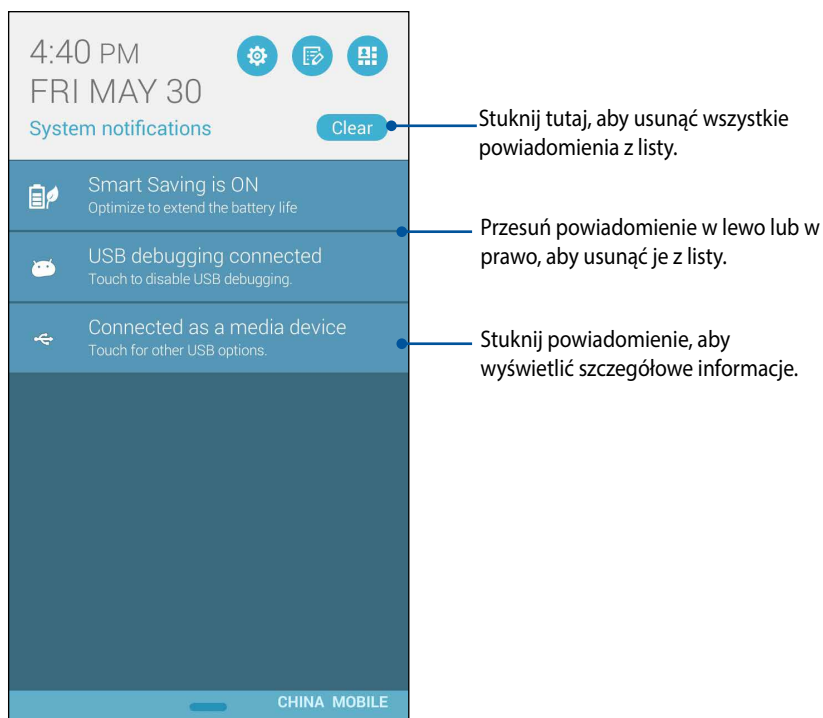 4:40 PM
FRI MAY 30
System notifications
Clear
Stuknij tutaj, aby usunąć wszystkie
powiadomienia z listy.
Smart Saving is ON
Optimize to extend the battery life
Przesuń powiadomienie w lewo lub w
prawo, aby usunąć je z listy.
USB debugging connected
Touch to disable USB debugging.
Connected as a media device
Touch for other USB options.
Stuknij powiadomienie, aby
wyświetlić szczegółowe informacje.
CHINA MOBILE